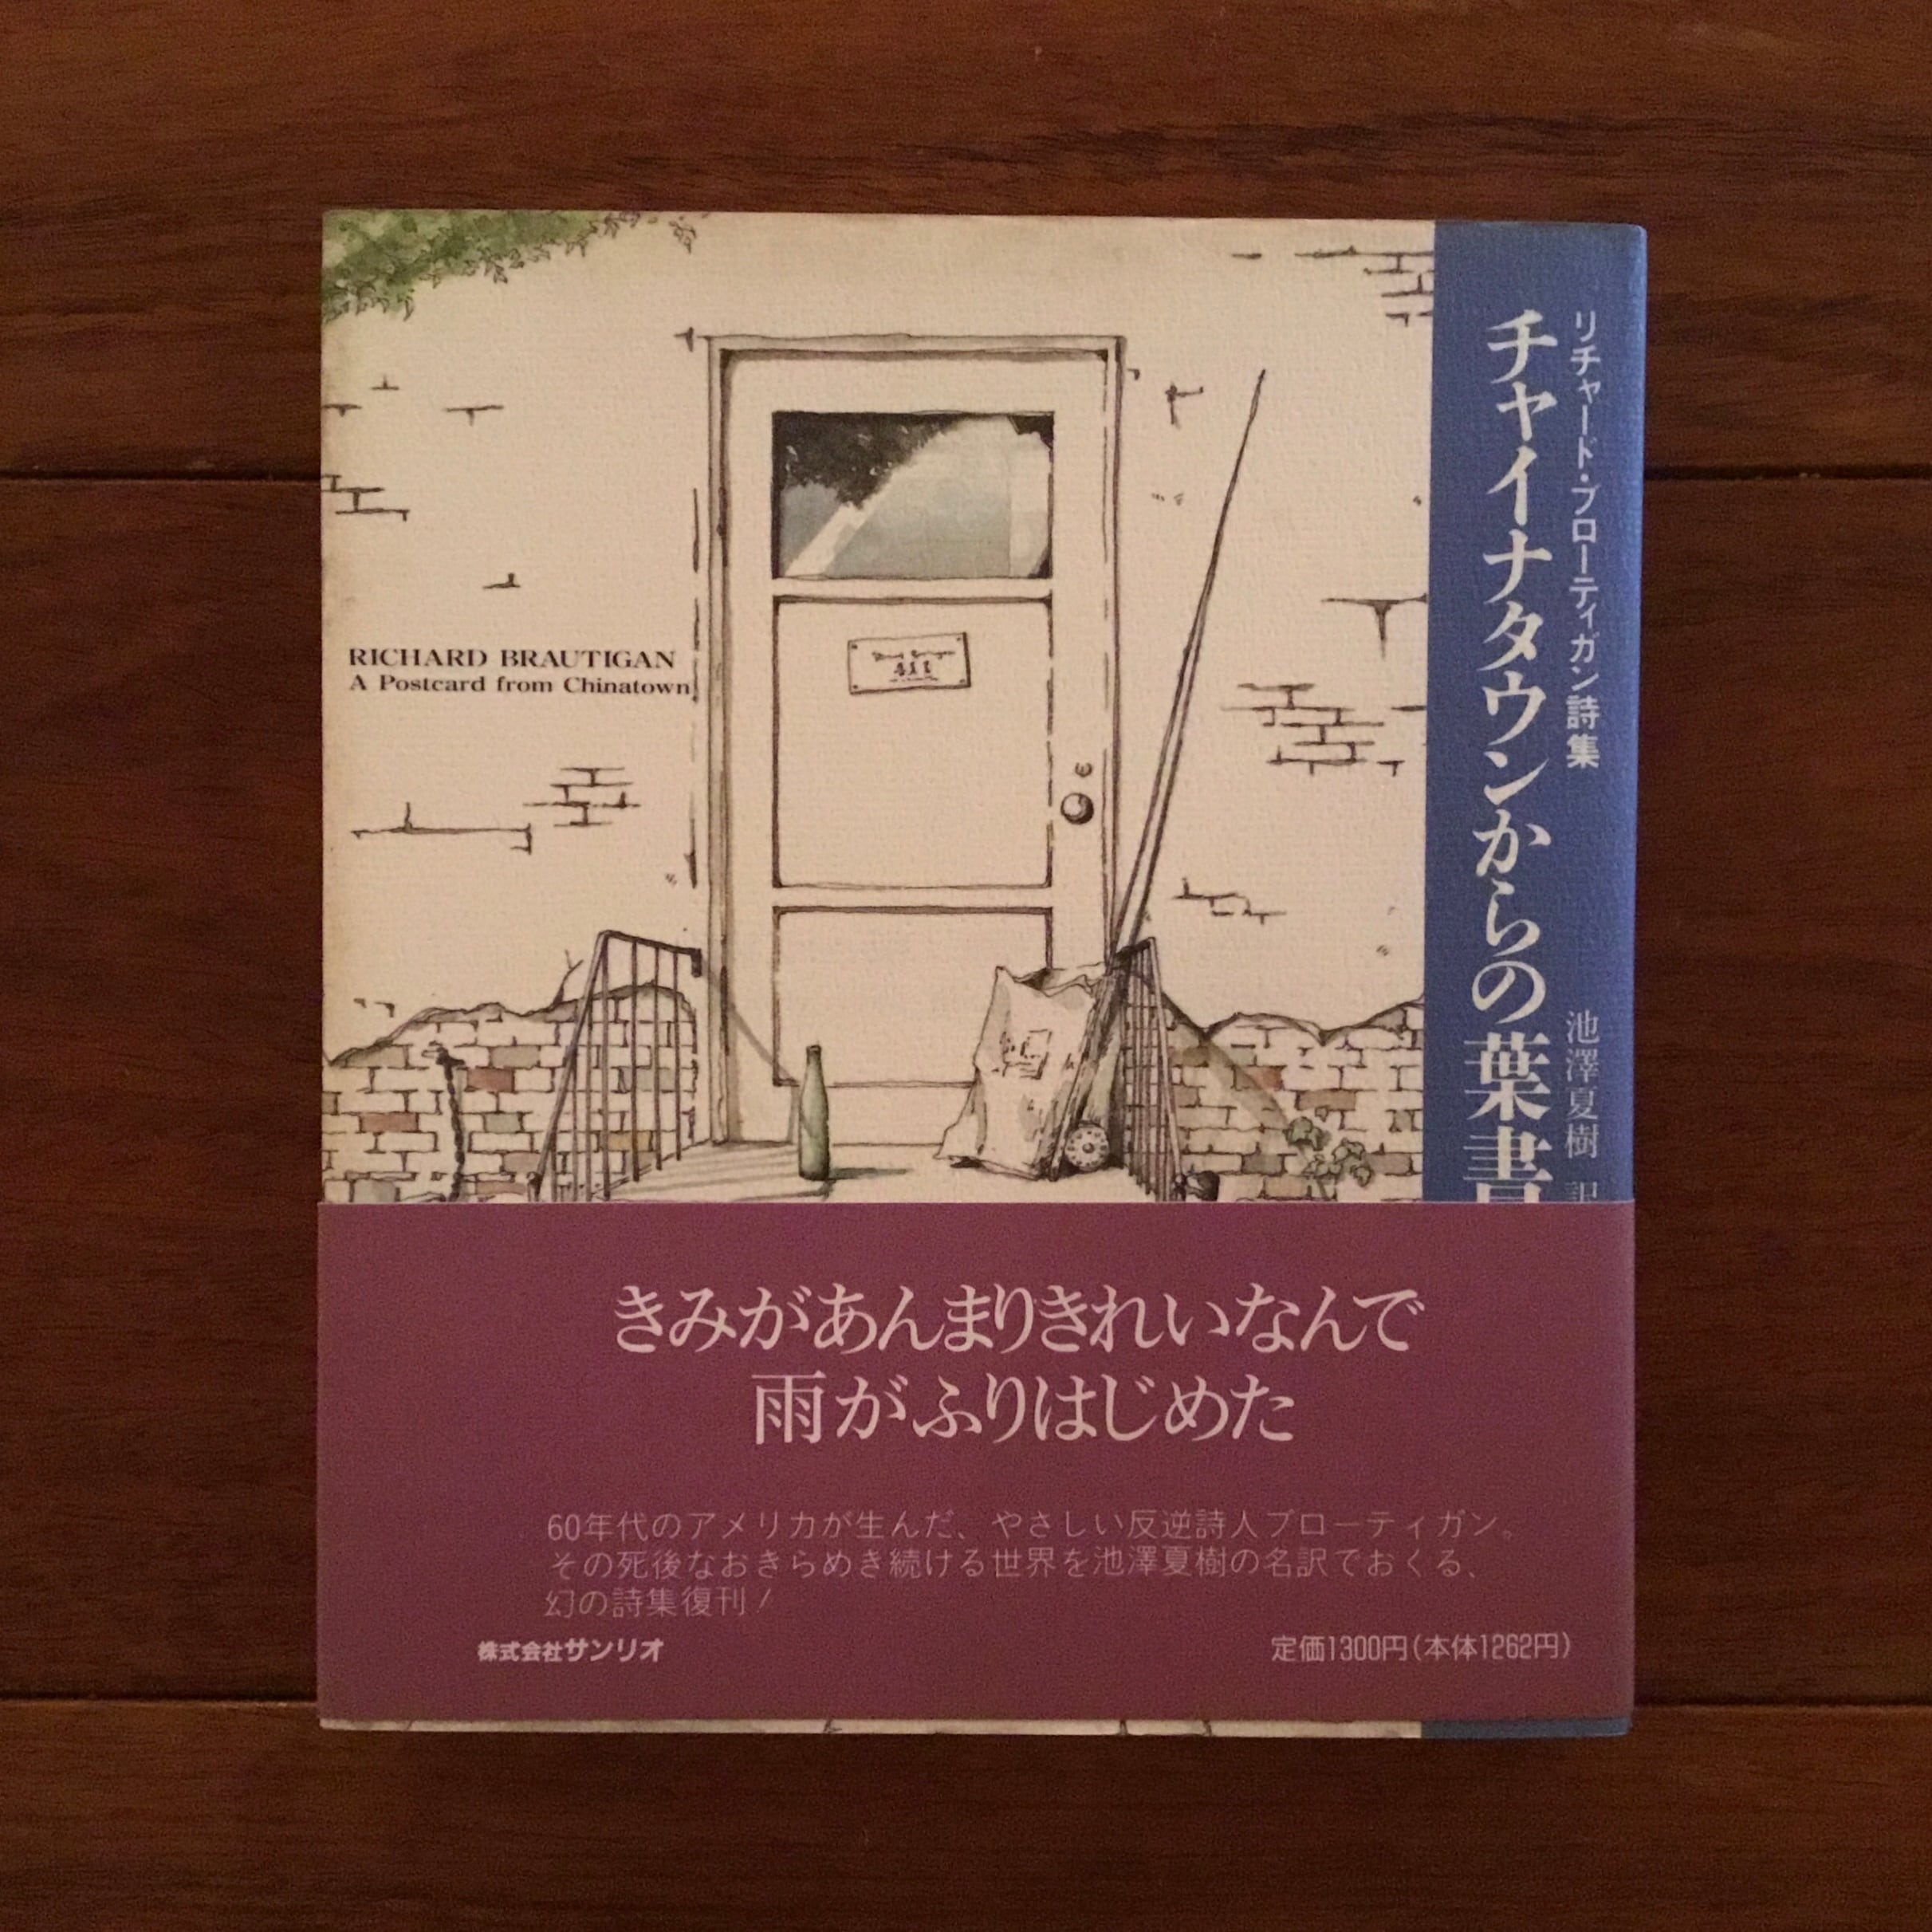 RICHARD BRAUTIGAN
A Postcard from Chinatown
411
リチャード・ブローティガン詩集
チャイナタウンからの葉書
池澤夏樹 訳
きみがあんまりきれいなんで
雨がふりはじめた
60年代のアメリカが生んだ、やさしい反逆詩人ブローティガン。
その死後なおきらめき続ける世界を池澤夏樹の名訳でおくる、
幻の詩集復刊!
株式会社サンリオ
定価1300円(本体1262円)